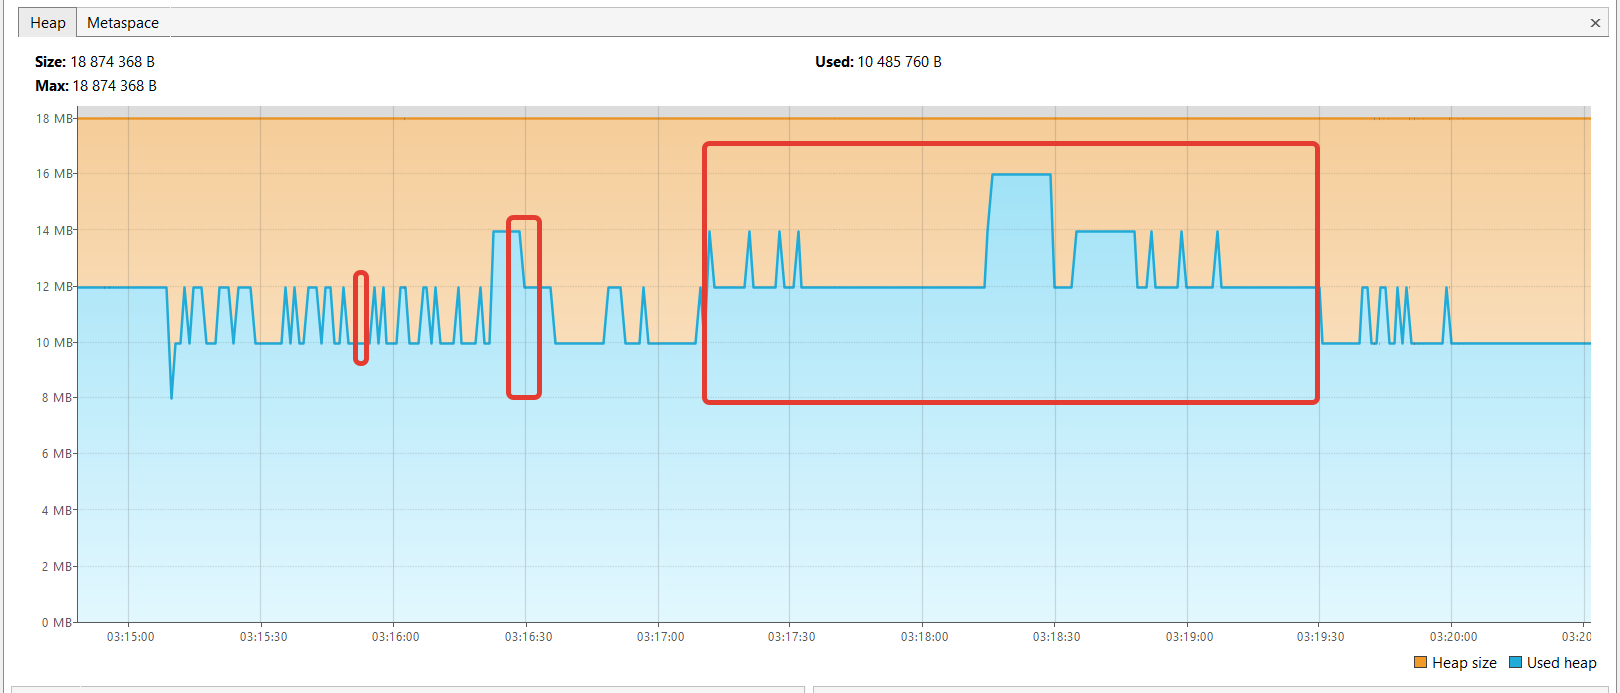 Heap Metaspace ×
Size: 18 874 368 B Used: 10 485 760 B
Max: 18 874 368 B
18 MB
16 MB
14 MB
12 MB
10 MB
8 MB
6 MB
4 MB
2 MB
0 MB
03:15:00 03:15:30 03:16:00 03:16:30 03:17:00 03:17:30 03:18:00 03:18:30 03:19:00 03:19:30 03:20:00 03:20
Heap size Used heap